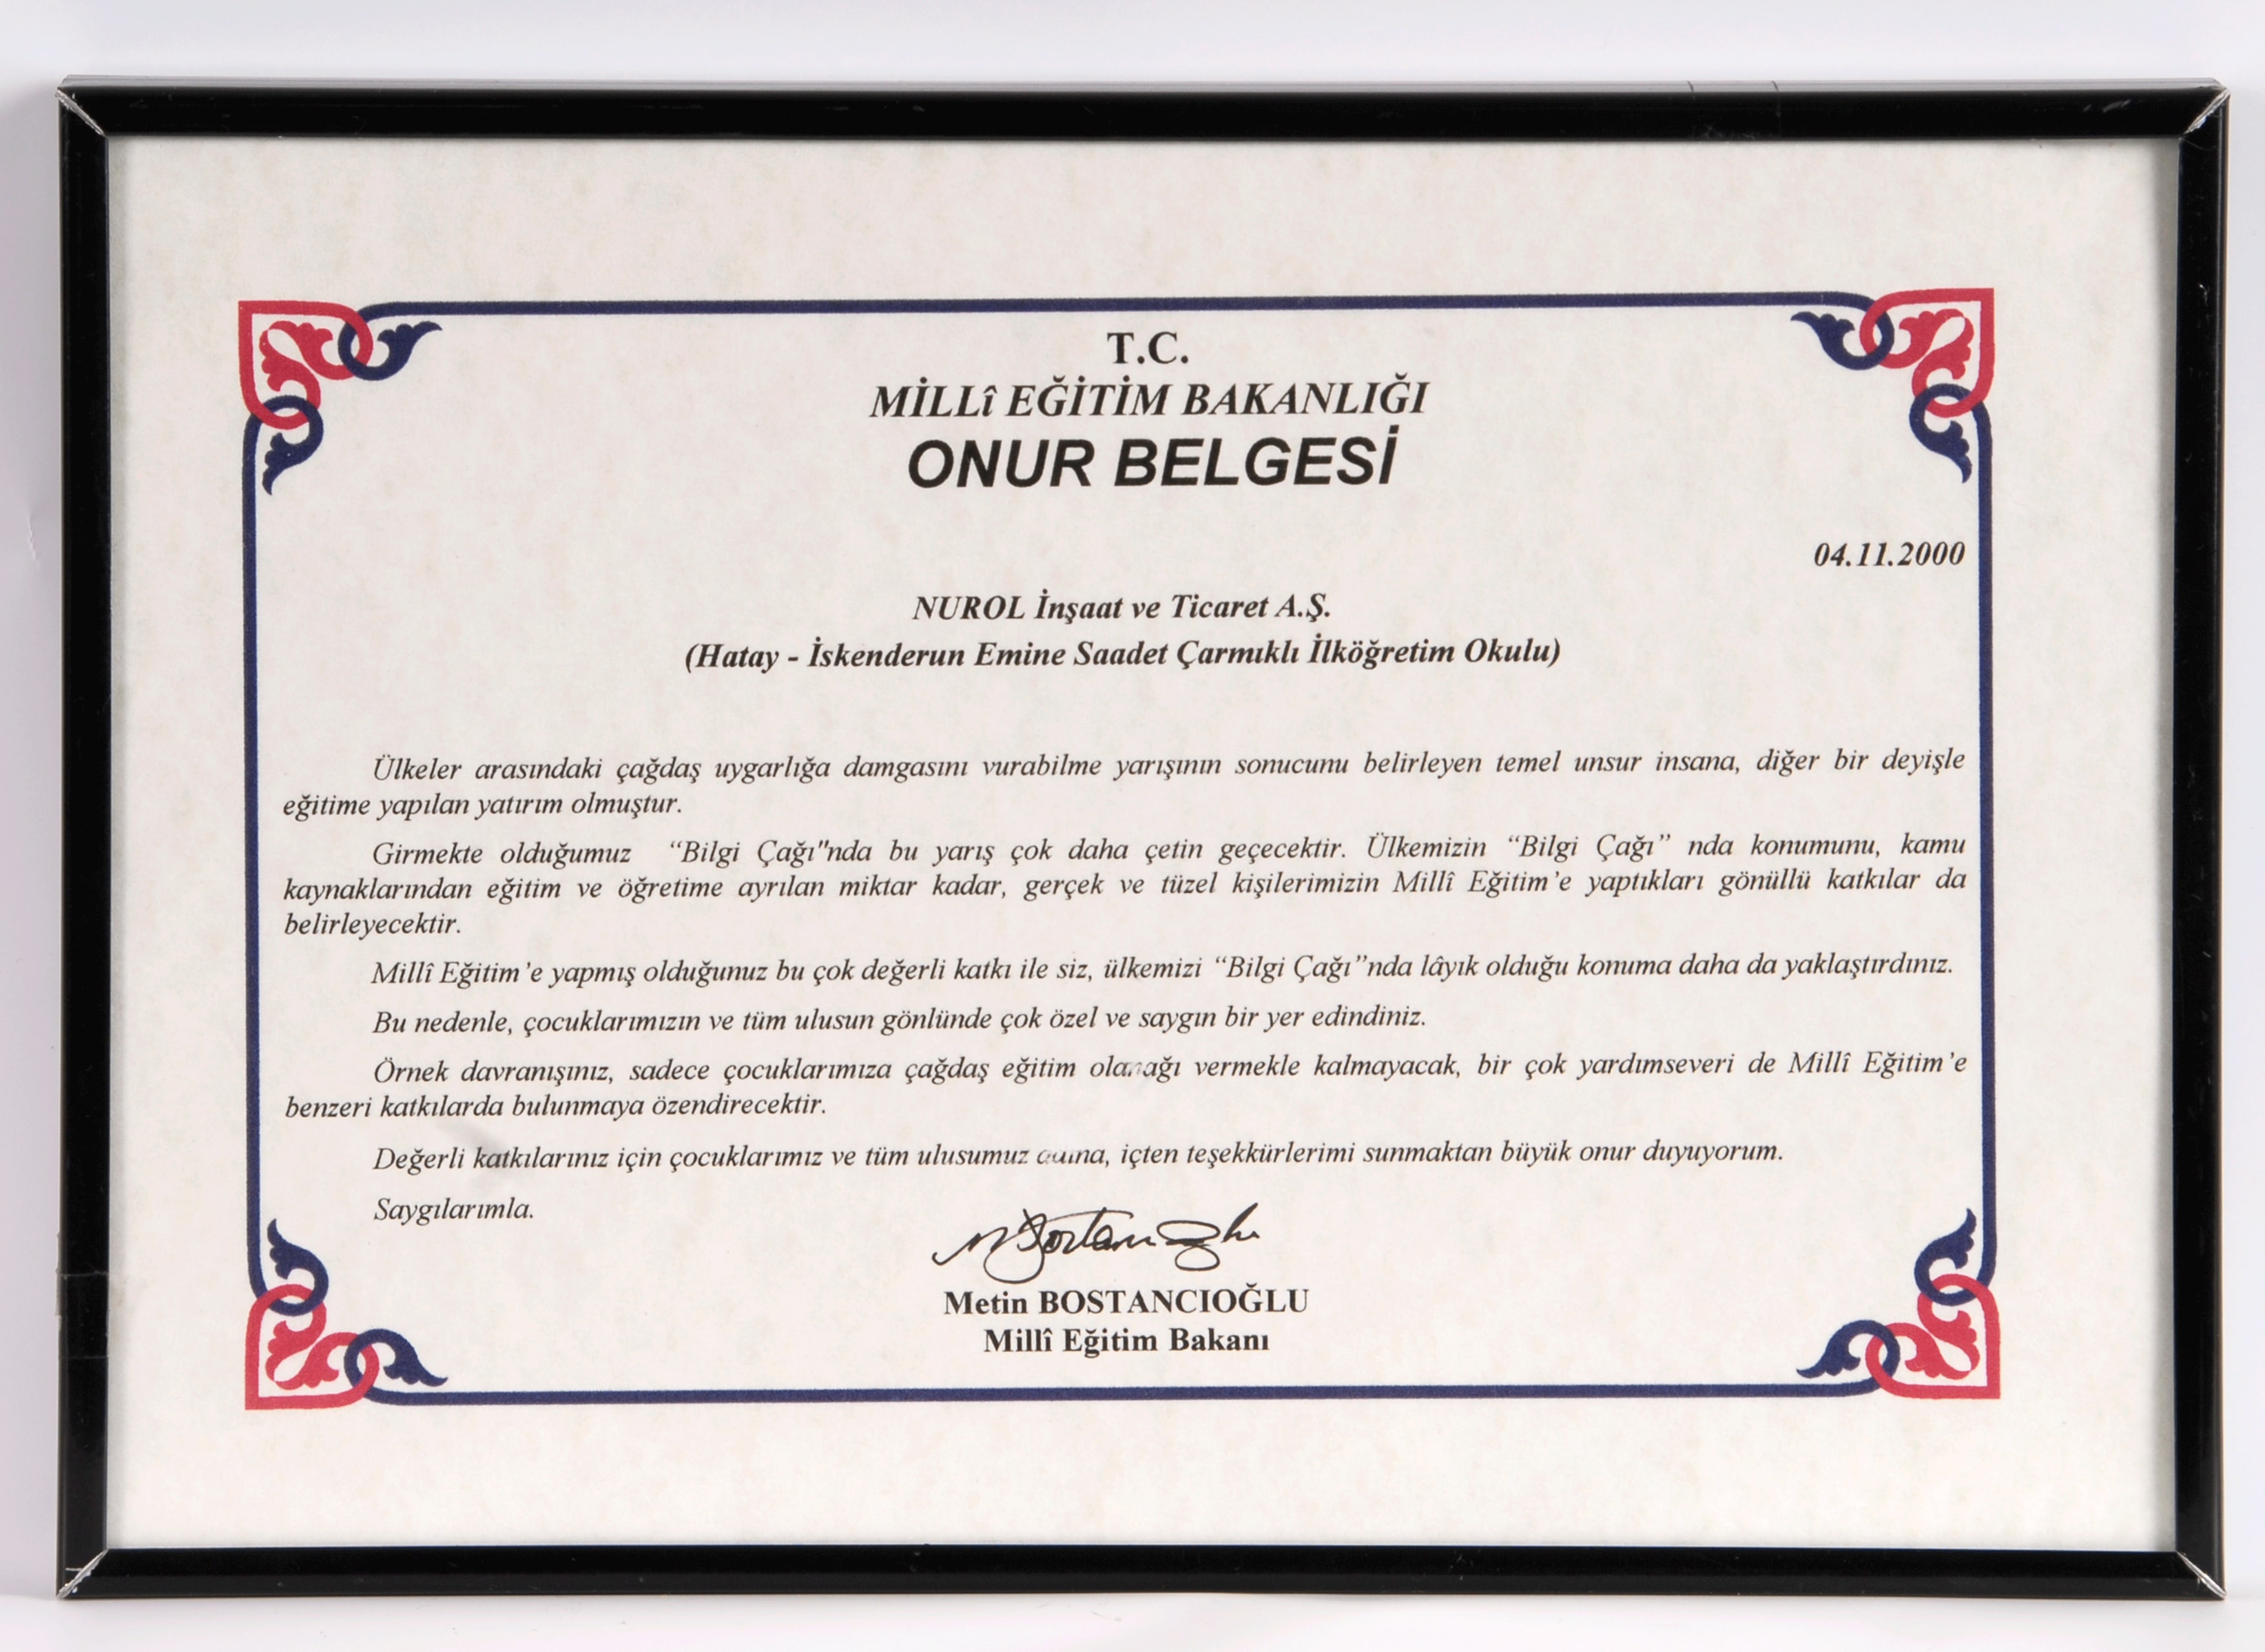 T.C.
MİLLî EĞİTİM BAKANLIĞI
ONUR BELGESİ
04.11.2000
NUROL İnşaat ve Ticaret A.Ş.
(Hatay - İskenderun Emine Saadet Çarmıklı İlköğretim Okulu)
Ülkeler arasındaki çağdaş uygarlığa damgasını vurabilme yarışının sonucunu belirleyen temel unsur insana, diğer bir deyişle
eğitime yapılan yatırım olmuştur.
Girmekte olduğumuz “Bilgi Çağı"nda bu yarış çok daha çetin geçecektir. Ülkemizin “Bilgi Çağı” nda konumunu, kamu
kaynaklarından eğitim ve öğretime ayrılan miktar kadar, gerçek ve tüzel kişilerimizin Millî Eğitim’e yaptıkları gönüllü katkılar da
belirleyecektir.
Millî Eğitim’e yapmış olduğunuz bu çok değerli katkı ile siz, ülkemizi “Bilgi Çağı”nda lâyık olduğu konuma daha da yaklaştırdınız.
Bu nedenle, çocuklarımızın ve tüm ulusun gönlünde çok özel ve saygın bir yer edindiniz.
Örnek davranışınız, sadece çocuklarımıza çağdaş eğitim olanağı vermekle kalmayacak, bir çok yardımseveri de Millî Eğitim’e
benzeri katkılarda bulunmaya özendirecektir.
Değerli katkılarınız için çocuklarımız ve tüm ulusumuz adına, içten teşekkürlerimi sunmaktan büyük onur duyuyorum.
Saygılarımla.
Metin BOSTANCIOĞLU
Millî Eğitim Bakanı